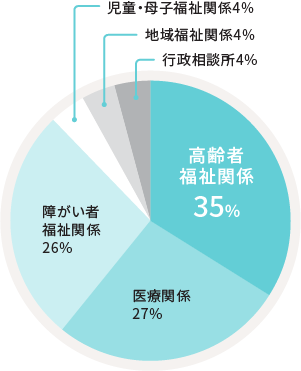 児童・母子福祉関係4%
地域福祉関係4%
行政相談所4%
高齢者
福祉関係
35%
障がい者
福祉関係
26%
医療関係
27%